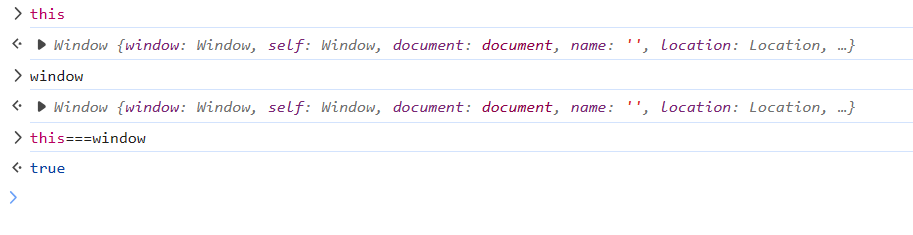 this
Window {window: Window, self: Window, document: document, name: '', location: Location, …}
window
Window {window: Window, self: Window, document: document, name: '', location: Location, …}
this===window
true